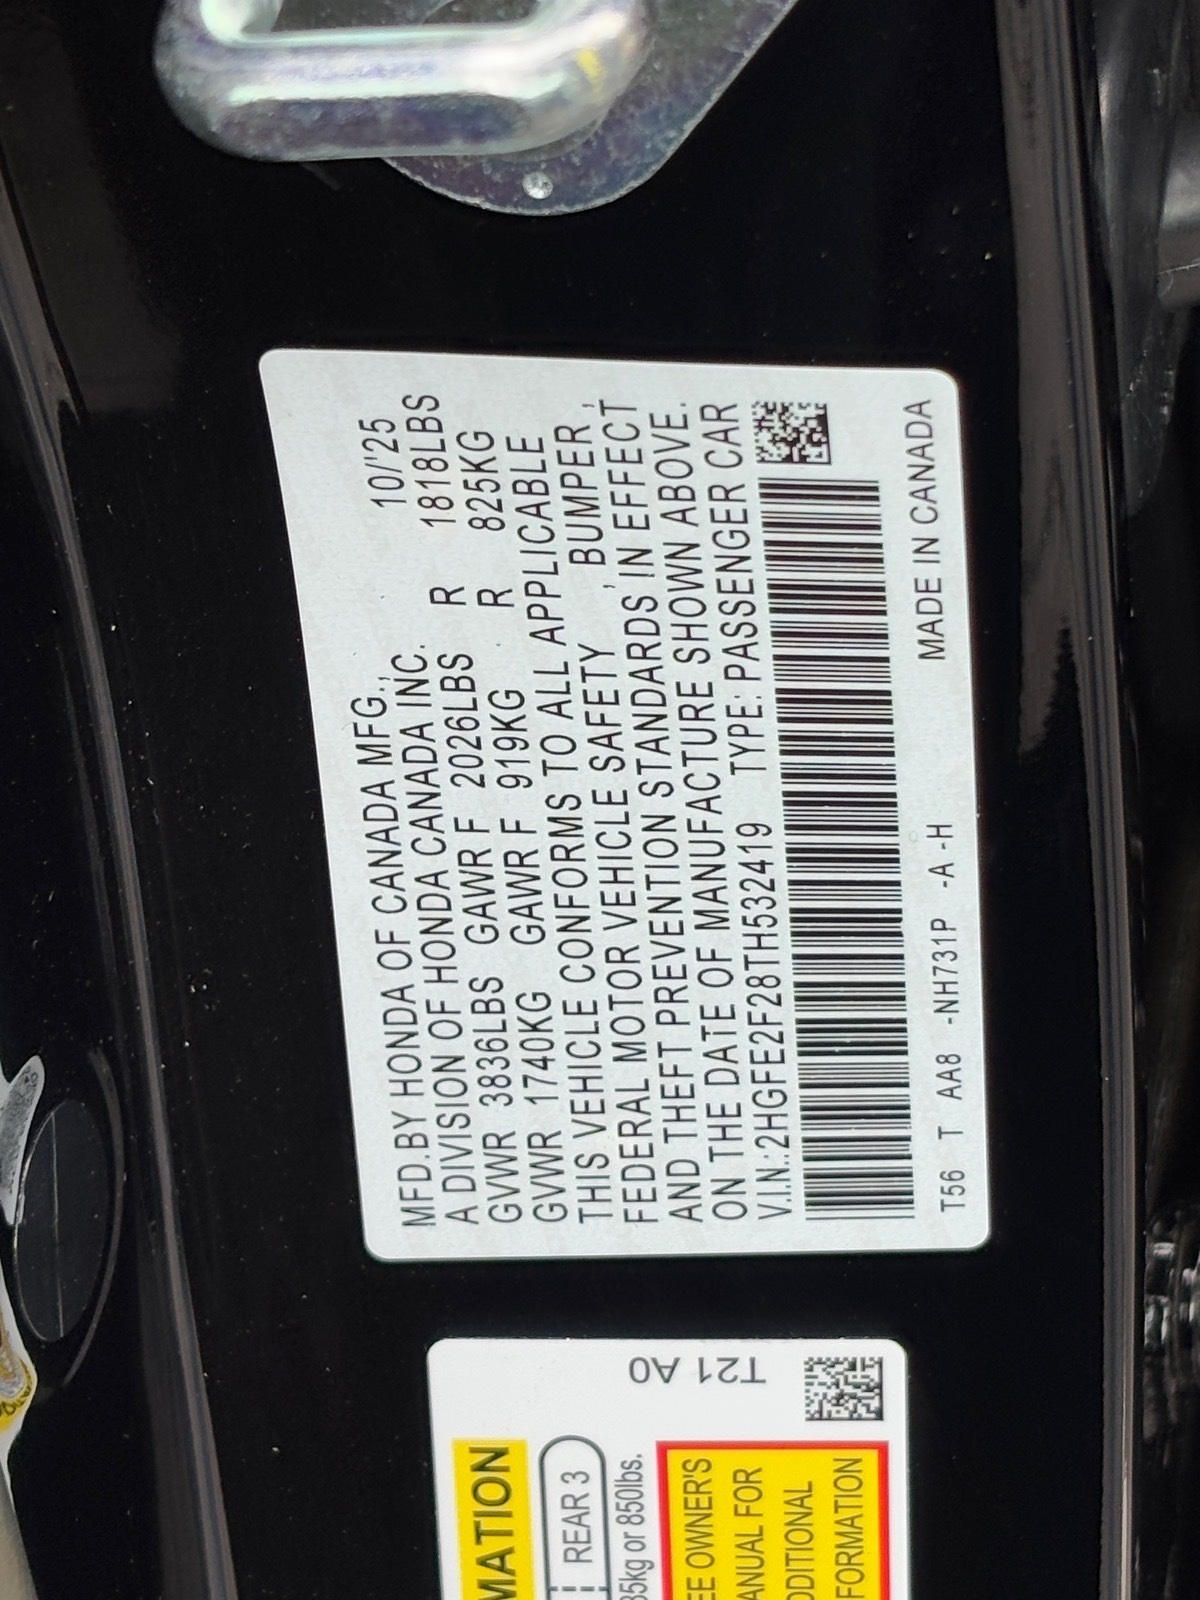 MFD.BY HONDA OF CANADA MFG., 10/'25
A DIVISION OF HONDA CANADA INC.
GVWR 3836LBS GAWR F 2026LBS R 1818LBS
GVWR 1740KG GAWR F 919KG R 825KG
THIS VEHICLE CONFORMS TO ALL APPLICABLE
FEDERAL MOTOR VEHICLE SAFETY , BUMPER ,
AND THEFT PREVENTION STANDARDS IN EFFECT
ON THE DATE OF MANUFACTURE SHOWN ABOVE.
V.I.N.:2HGFE2F28TH532419 TYPE: PASSENGER CAR
T56 T AA8 -NH731P -A -H MADE IN CANADA
T21 A0
MATION
REAR 3
35kg or 850lbs.
EE OWNER'S
ANUAL FOR
DDITIONAL
FORMATION